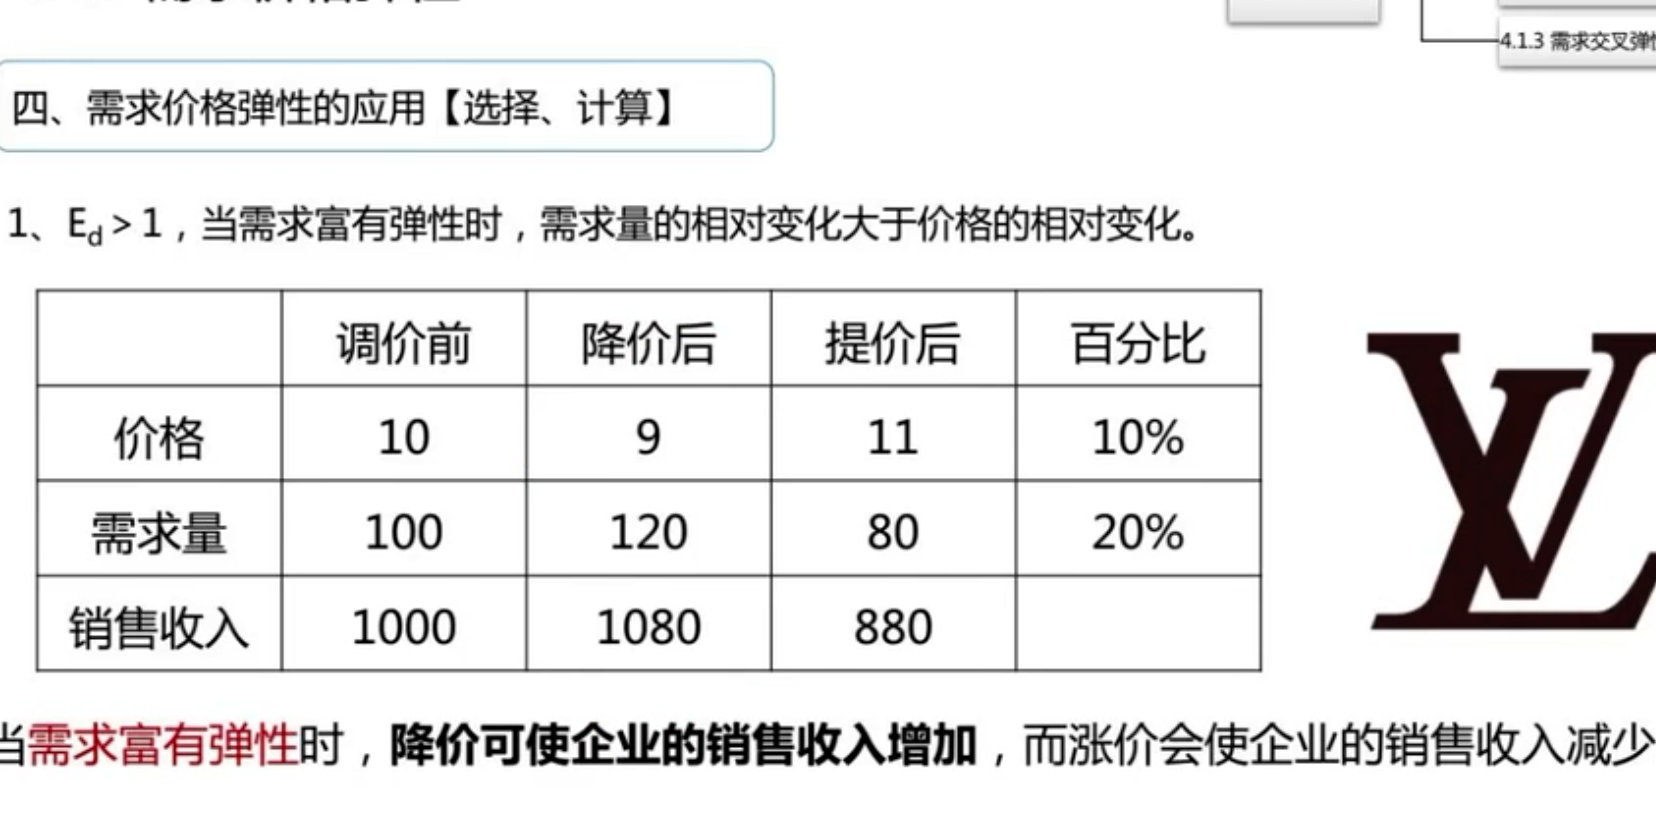 4.1.3 需求交叉弹
四、需求价格弹性的应用【选择、计算】
1、Ed > 1，当需求富有弹性时，需求量的相对变化大于价格的相对变化。
调价前 降价后 提价后 百分比
价格 10 9 11 10%
需求量 100 120 80 20%
销售收入 1000 1080 880
当需求富有弹性时，降价可使企业的销售收入增加，而涨价会使企业的销售收入减少